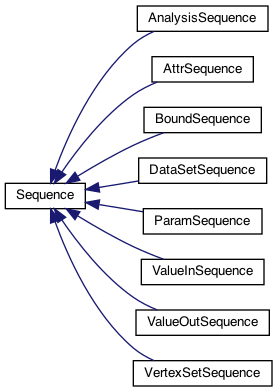 AnalysisSequence
AttrSequence
BoundSequence
DataSetSequence
Sequence
ParamSequence
ValueInSequence
ValueOutSequence
VertexSetSequence